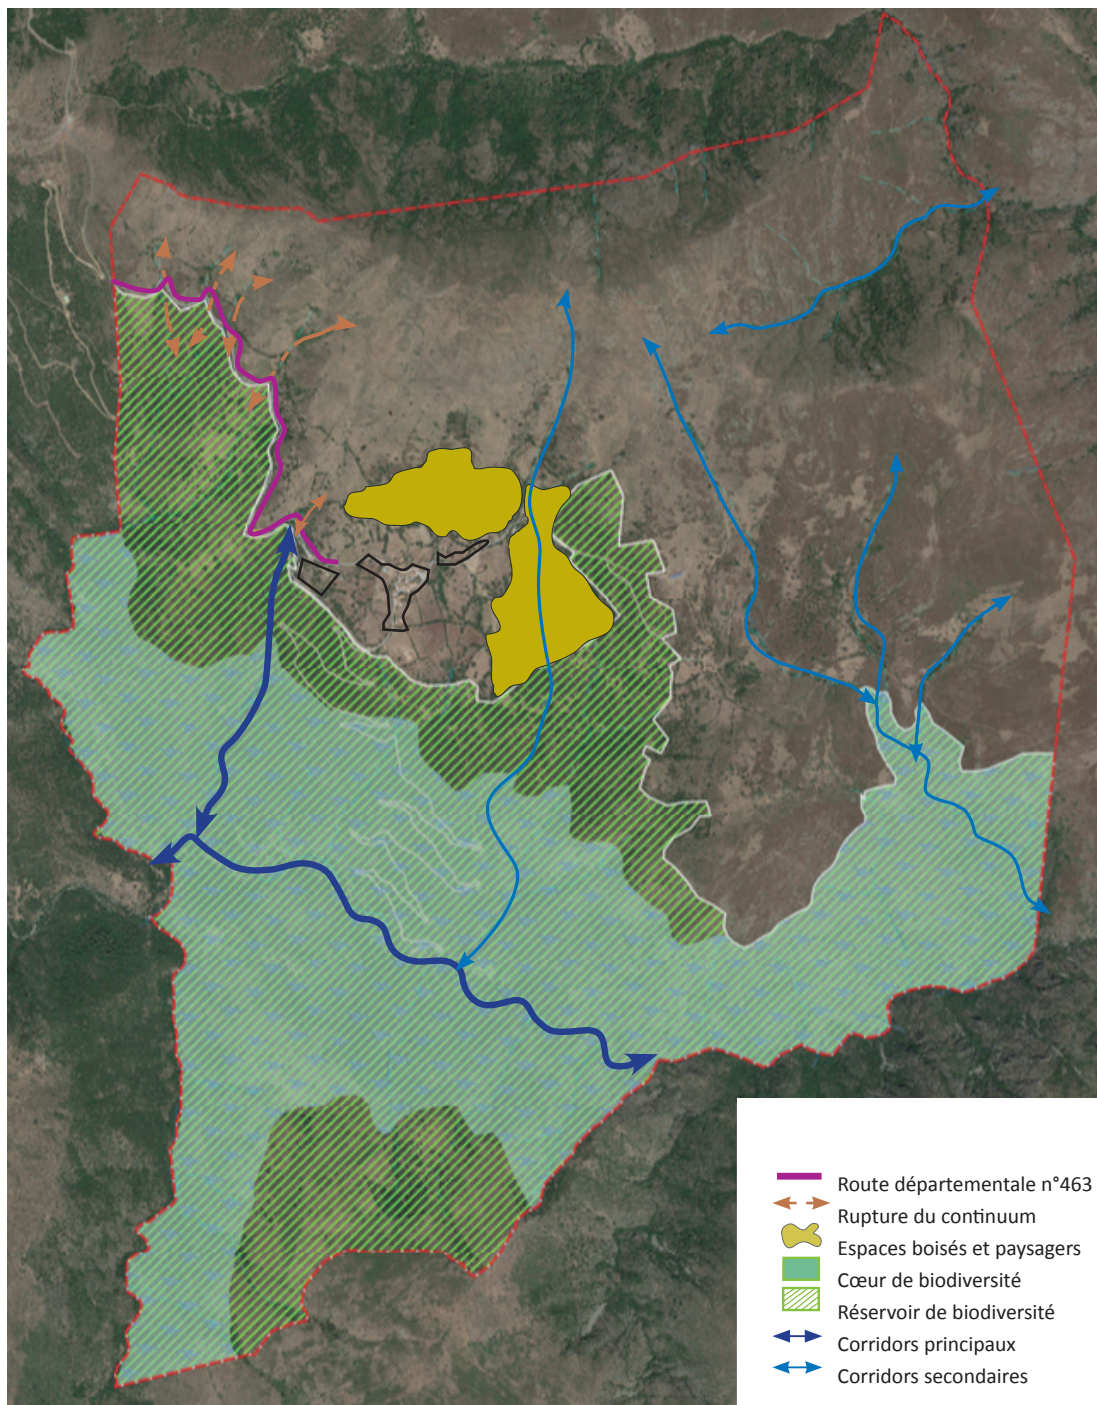 Route départementale n°463
Rupture du continuum
Espaces boisés et paysagers
Cœur de biodiversité
Réservoir de biodiversité
Corridors principaux
Corridors secondaires